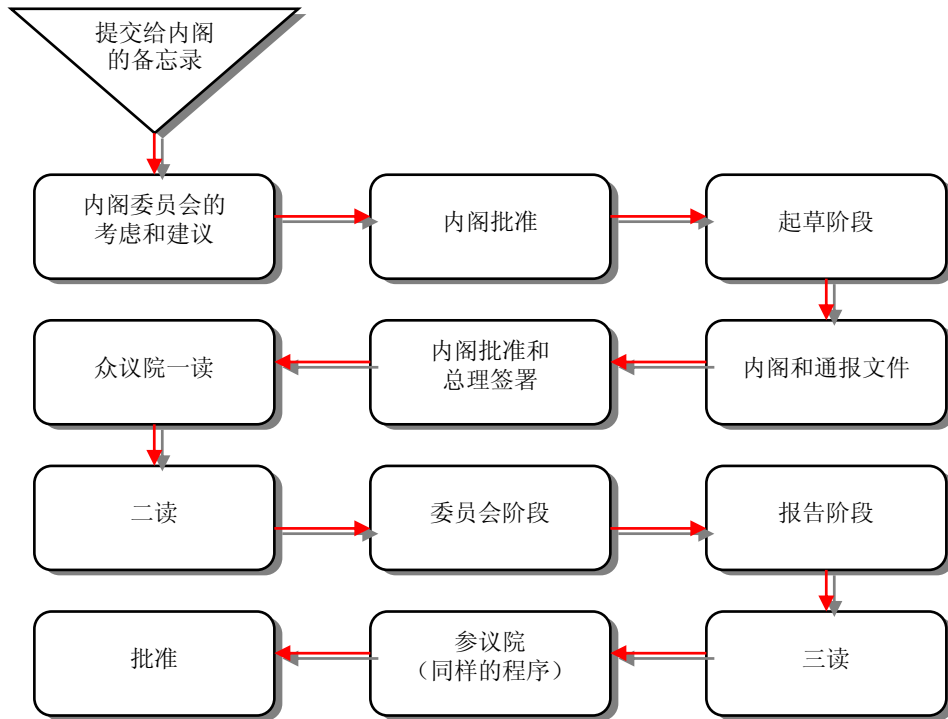 提交给内阁
的备忘录
内阁委员会的
考虑和建议
内阁批准
起草阶段
众议院一读
内阁批准和
总理签署
内阁和通报文件
二读
委员会阶段
报告阶段
批准
参议院
（同样的程序）
三读